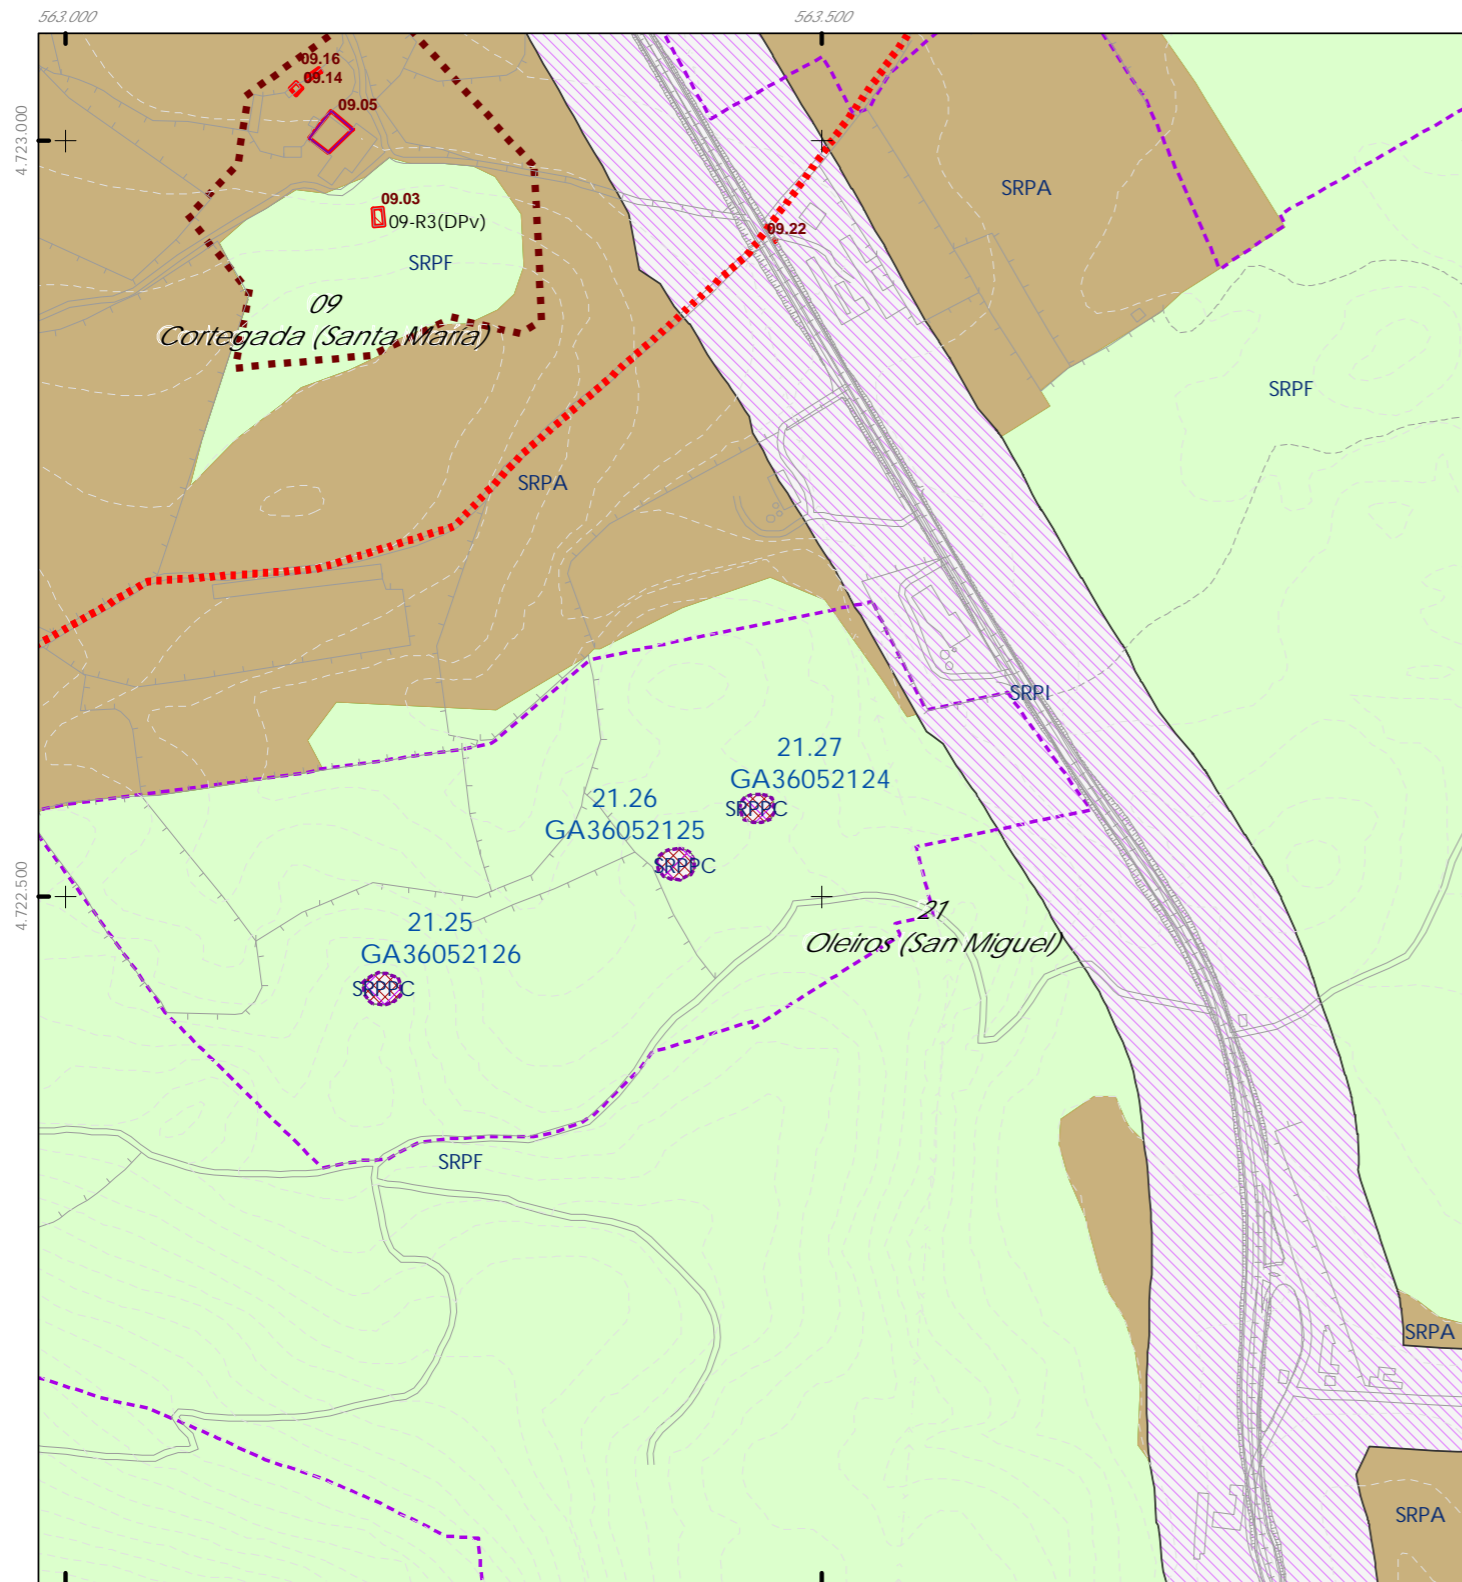 563.000
563.500
4.723.000
4.722.500
09.16
09.14
09.05
09.03
09-R3(DPv)
SRPF
09
Cortegada (Santa María)
09.22
SRPA
SRPF
SRPA
SRPI
21.27
GA36052124
SRPPC
21.26
GA36052125
SRPPC
21.25
GA36052126
SRPPC
21
Oleiros (San Miguel)
SRPF
SRPA
SRPA